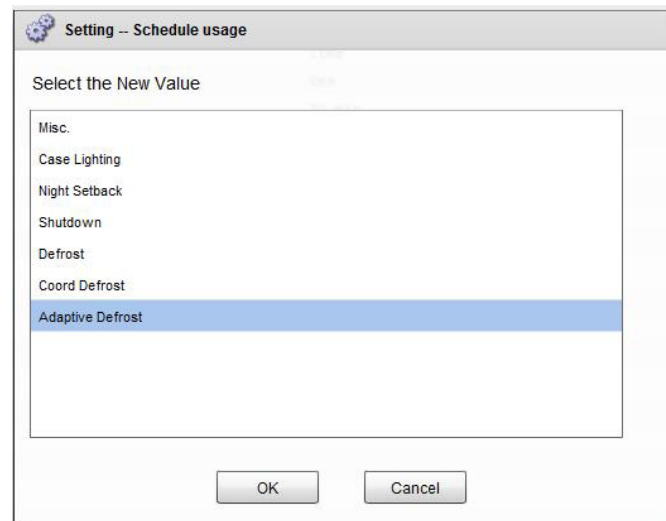 Setting -- Schedule usage
Select the New Value
Misc.
Case Lighting
Night Setback
Shutdown
Defrost
Coord Defrost
Adaptive Defrost
OK Cancel